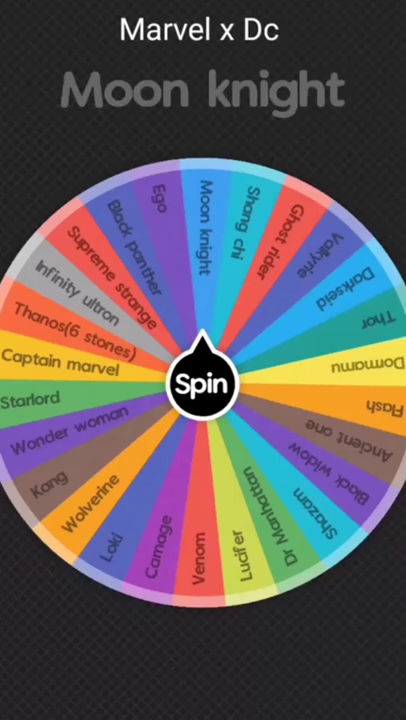 Marvel x Dc
Moon knight
Moon knight
Shang chi
Ghost rider
Valkyrie
Darkseid
Thor
Dormamu
Flash
Ancient one
Black widow
Shazam
Dr Manhattan
Lucifer
Venom
Carnage
Loki
Wolverine
Kang
Wonder woman
Starlord
Captain marvel
Thanos(6 stones)
Infinity ultron
Supreme strange
Black panther
Ego
Spin